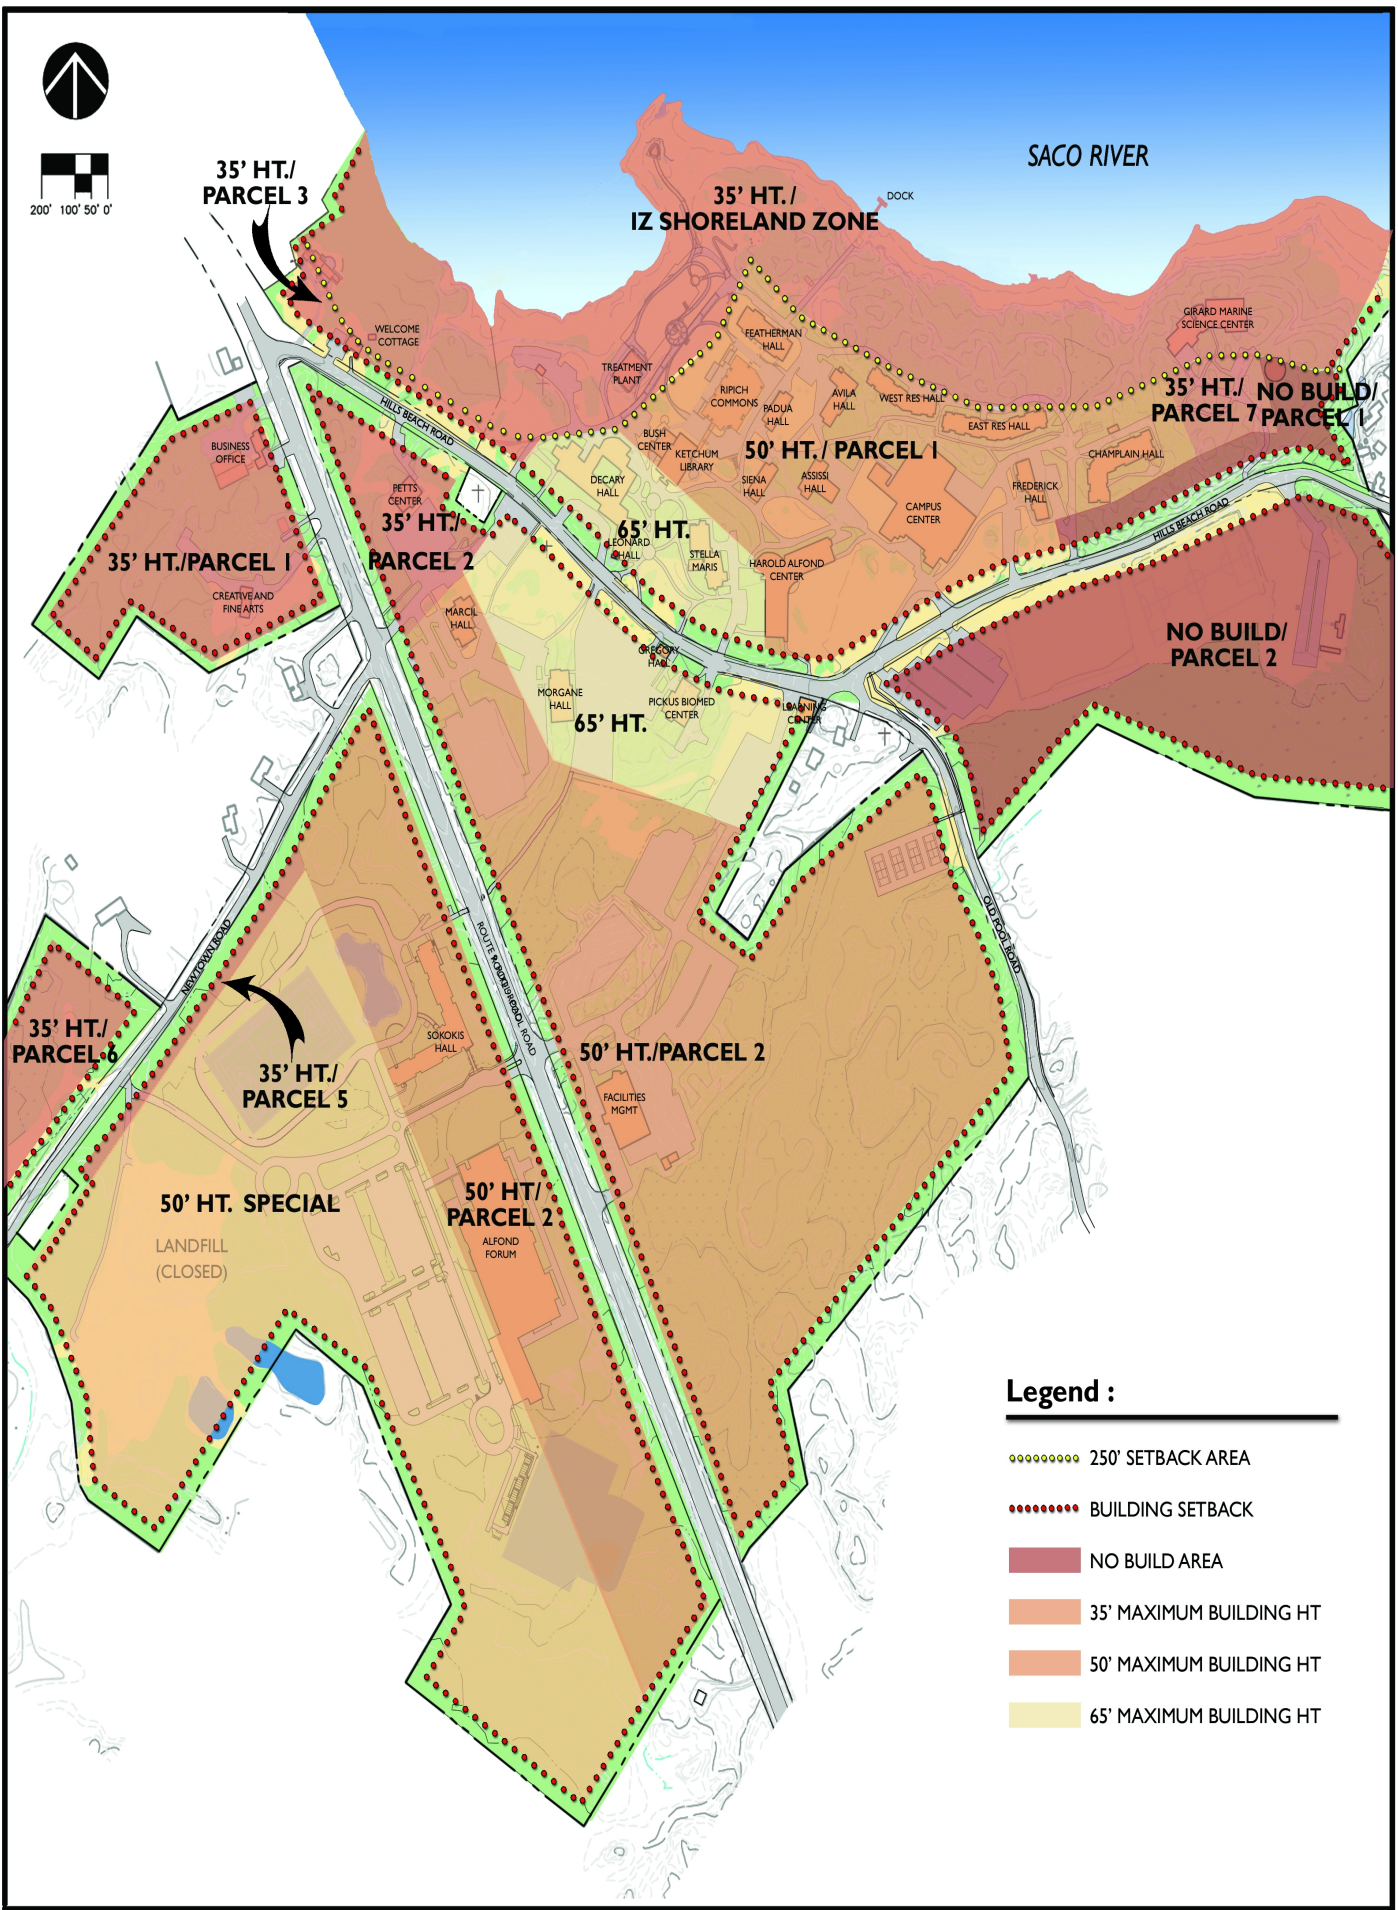 SACO RIVER
200' 100' 50' 0'
35' HT./
PARCEL 3
35' HT. /
IZ SHORELAND ZONE
DOCK
WELCOME
COTTAGE
TREATMENT
PLANT
FEATHERMAN
HALL
GIRARD MARINE
SCIENCE CENTER
RIPICH
COMMONS
PADUA
HALL
AVILA
HALL
WEST RES HALL
EAST RES HALL
35' HT./
PARCEL 7
NO BUILD/
PARCEL 1
HILLS BEACH ROAD
BUSINESS
OFFICE
BUSH
CENTER
KETCHUM
LIBRARY
50' HT. / PARCEL 1
CHAMPLAIN HALL
DECARY
HALL
SIENA
HALL
ASSISSI
HALL
FREDERICK
HALL
CAMPUS
CENTER
PETTS
CENTER
35' HT./
PARCEL 2
65' HT.
LEONARD
HALL
STELLA
MARIS
HAROLD ALFOND
CENTER
HILLS BEACH ROAD
35' HT./PARCEL 1
CREATIVE AND
FINE ARTS
MARCIL
HALL
GREGORY
HALL
NO BUILD/
PARCEL 2
MORGANE
HALL
PICKUS BIOMED
CENTER
LEARNING
CENTER
65' HT.
NEWTOWN ROAD
OLD POOL ROAD
35' HT./
PARCEL 6
35' HT./
PARCEL 5
SOKOKIS
HALL
50' HT./PARCEL 2
FACILITIES
MGMT
50' HT. SPECIAL
LANDFILL
(CLOSED)
50' HT/
PARCEL 2
ALFOND
FORUM
Legend :
250' SETBACK AREA
BUILDING SETBACK
NO BUILD AREA
35' MAXIMUM BUILDING HT
50' MAXIMUM BUILDING HT
65' MAXIMUM BUILDING HT